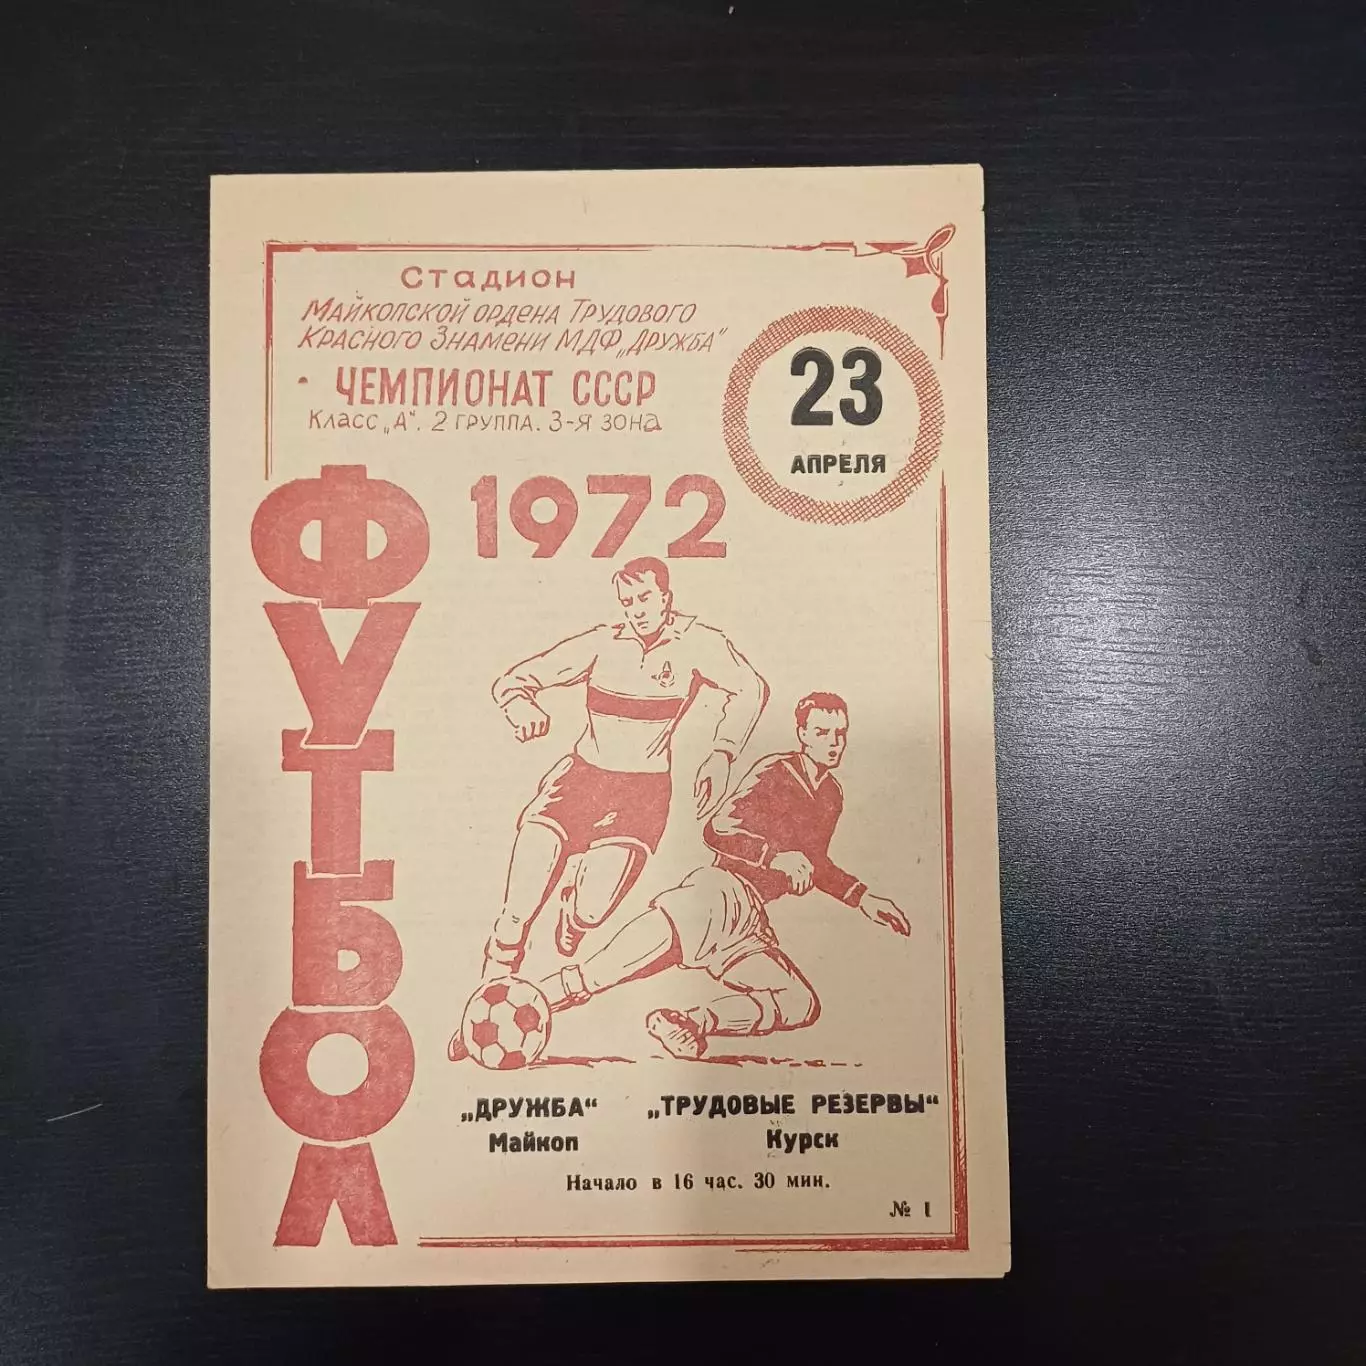 Стадион
Майкопской ордена Трудового
Красного Знамени МДФ „Дружба“
ЧЕМПИОНАТ СССР
Класс „А“. 2 группа. 3-я зона
23
АПРЕЛЯ
1972
ФУТБОЛ
„ДРУЖБА“
Майкоп
„ТРУДОВЫЕ РЕЗЕРВЫ“
Курск
Начало в 16 час. 30 мин.
№ 1